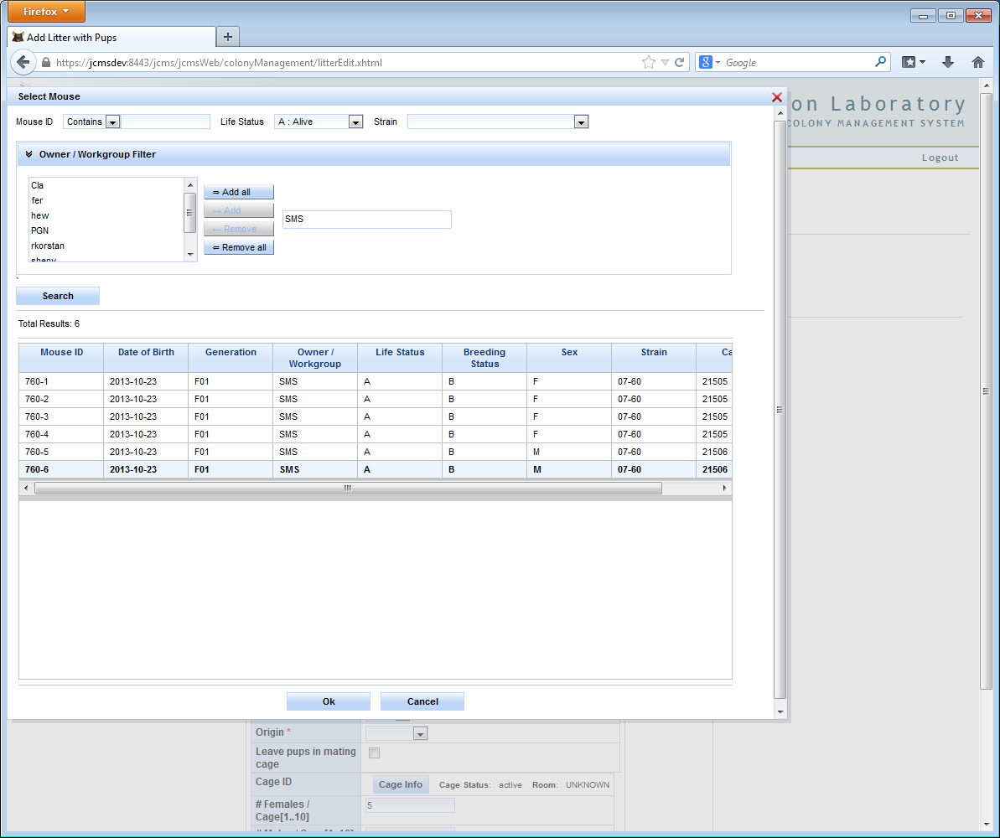 Firefox
Add Litter with Pups
https://jcmsdev:8443/jcms/jcmsWeb/colonyManagement/litterEdit.xhtml
Google
Select Mouse
on Laboratory
COLONY MANAGEMENT SYSTEM
Mouse ID Contains Life Status A : Alive Strain
Logout
Owner / Workgroup Filter
Cla
fer
hew
PGN
rkorstan
sheny
⇒ Add all
→ Add
← Remove
⇐ Remove all
SMS
Search
Total Results: 6
Mouse ID Date of Birth Generation Owner / Workgroup Life Status Breeding Status Sex Strain Ca
760-1 2013-10-23 F01 SMS A B F 07-60 21505
760-2 2013-10-23 F01 SMS A B F 07-60 21505
760-3 2013-10-23 F01 SMS A B F 07-60 21505
760-4 2013-10-23 F01 SMS A B F 07-60 21505
760-5 2013-10-23 F01 SMS A B M 07-60 21506
760-6 2013-10-23 F01 SMS A B M 07-60 21506
Ok Cancel
Origin *
Leave pups in mating
cage
Cage ID Cage Info Cage Status: active Room: UNKNOWN
# Females / 5
Cage[1..10]